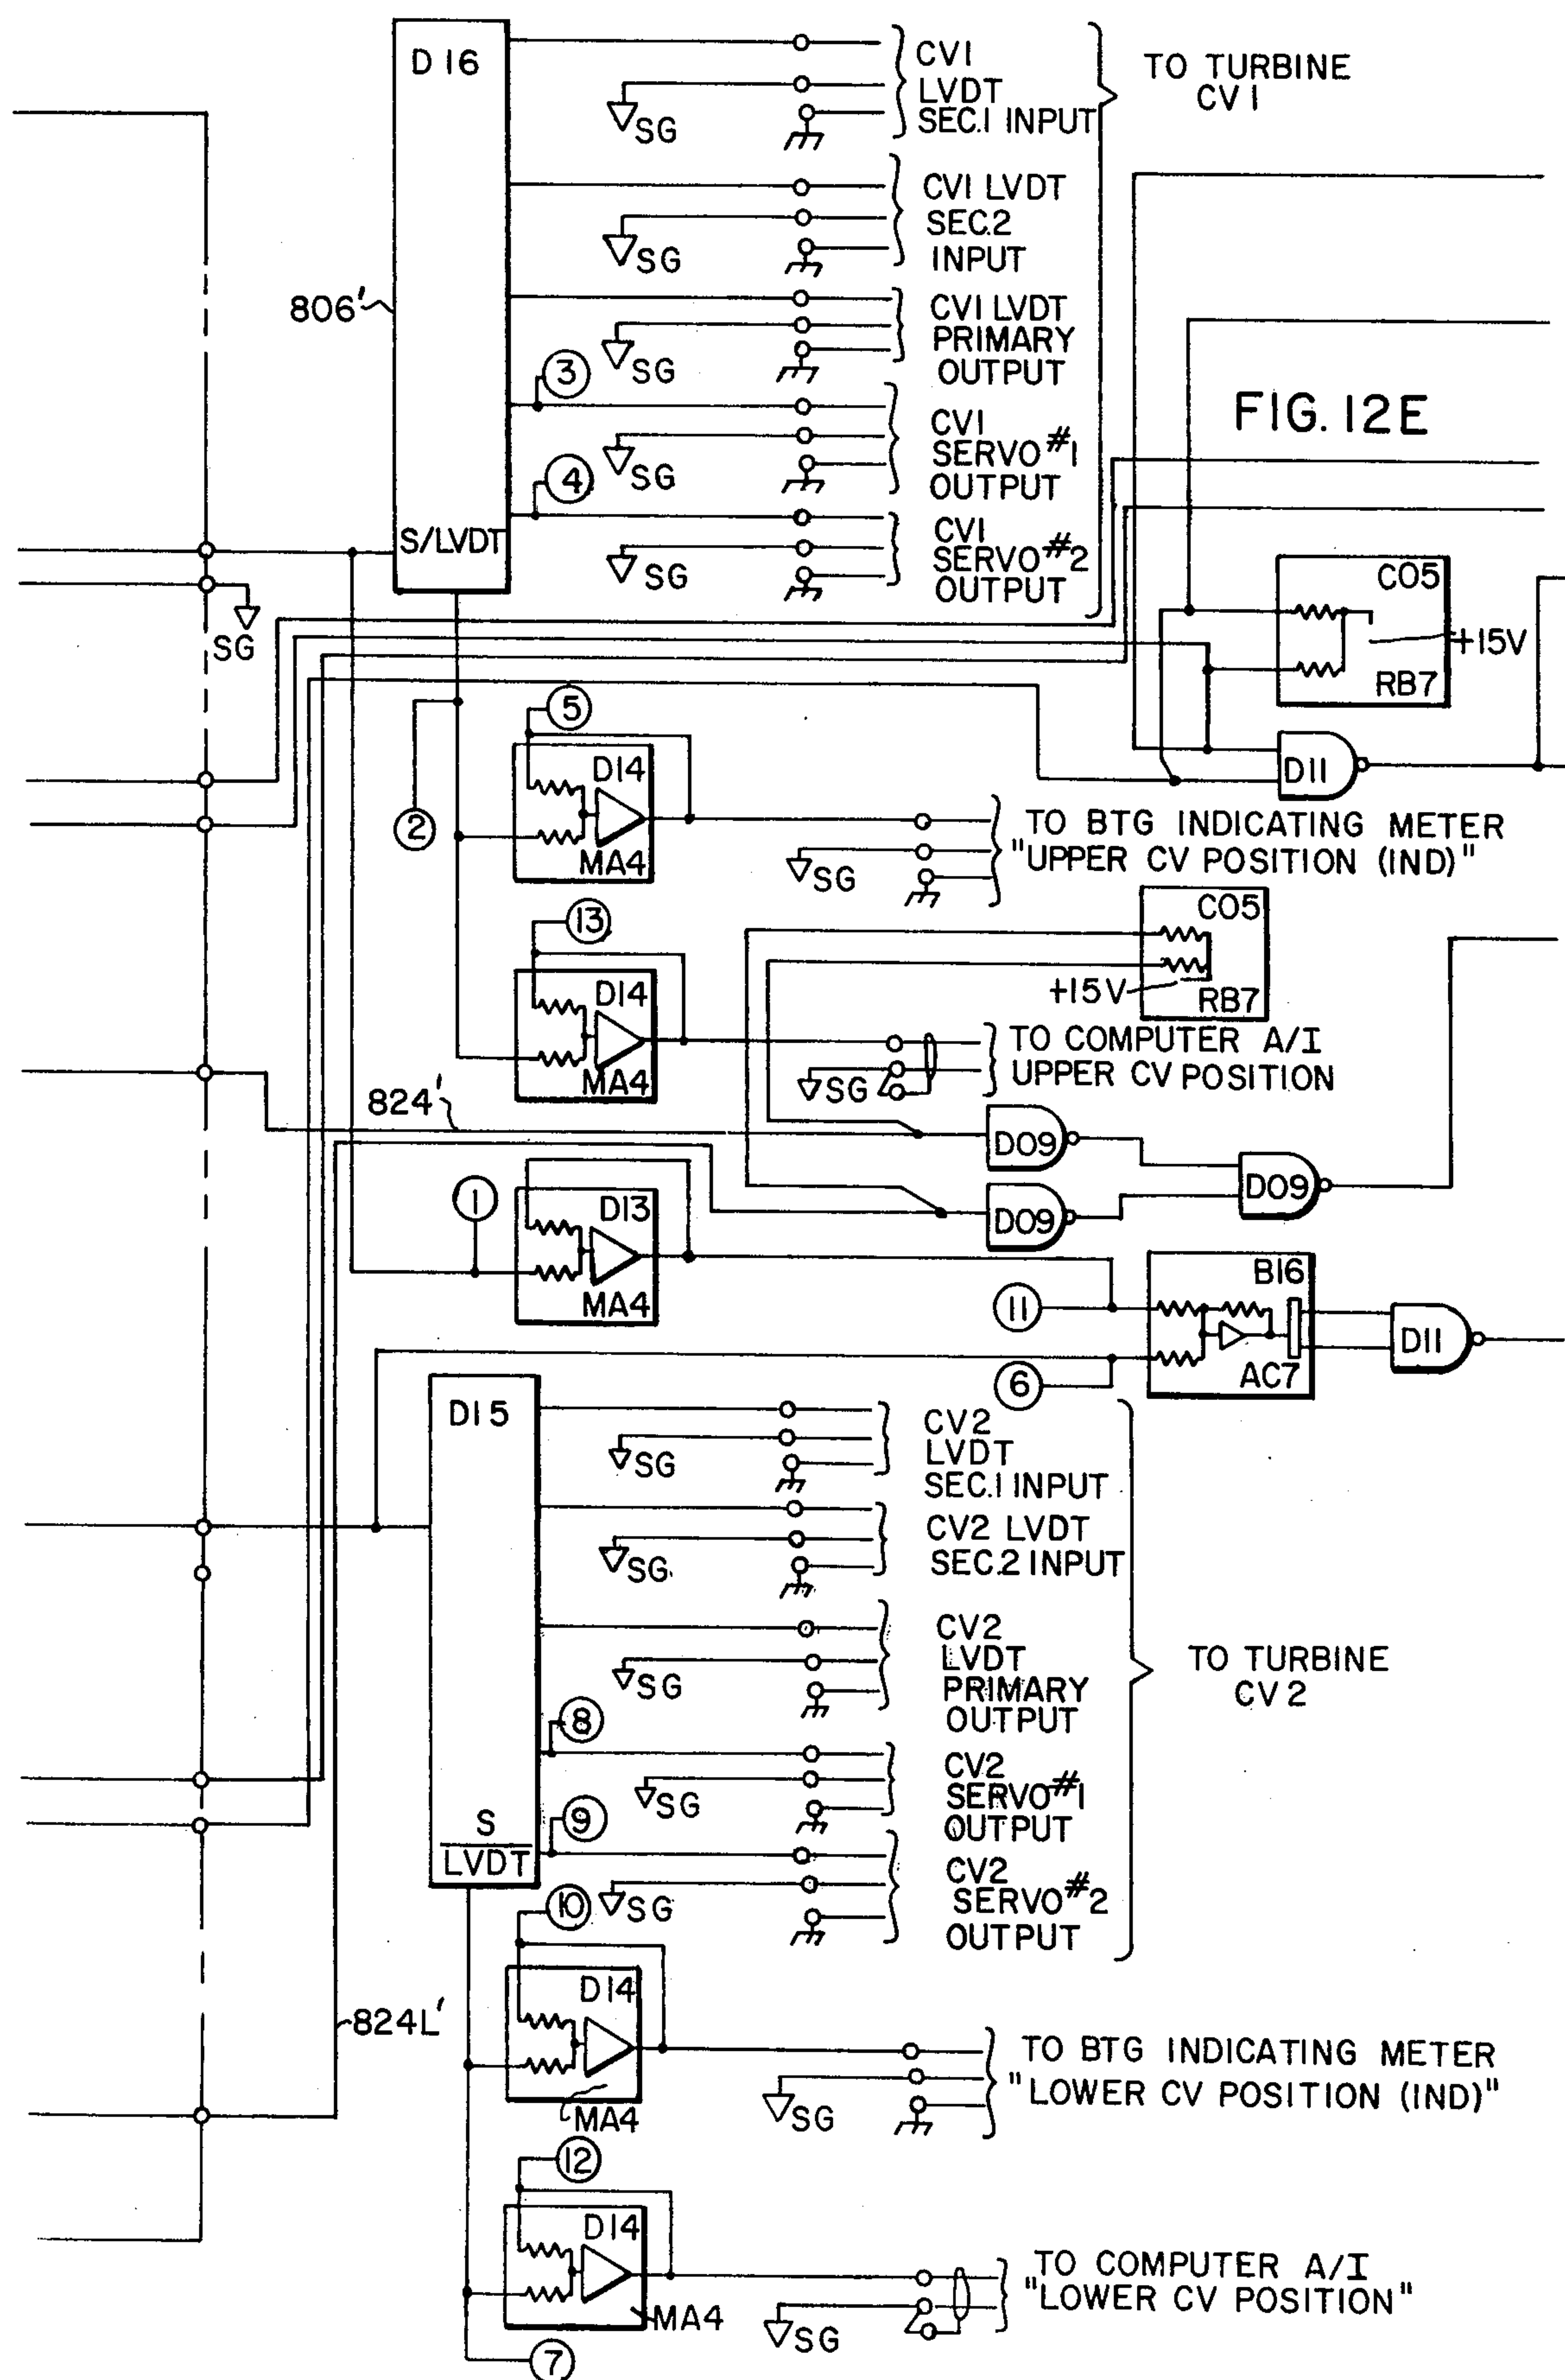 D16
CV1
LVDT
SEC.1 INPUT
SG
TO TURBINE
CV1
CV1 LVDT
SEC.2
INPUT
SG
806'
CV1 LVDT
PRIMARY
OUTPUT
SG
3
CV1
SERVO #1
OUTPUT
SG
FIG. 12E
4
S/LVDT
CV1
SERVO #2
OUTPUT
SG
SG
CO5
+15V
RB7
5
D14
MA4
2
D11
TO BTG INDICATING METER
"UPPER CV POSITION (IND)"
SG
13
D14
MA4
CO5
+15V
RB7
TO COMPUTER A/I
UPPER CV POSITION
SG
824'
DO9
DO9
DO9
1
D13
MA4
11
B16
AC7
D11
6
D15
CV2
LVDT
SEC.1 INPUT
SG
CV2 LVDT
SEC.2 INPUT
SG
CV2
LVDT
PRIMARY
OUTPUT
SG
TO TURBINE
CV2
8
CV2
SERVO #1
OUTPUT
SG
9
S
LVDT
CV2
SERVO #2
OUTPUT
SG
10
D14
MA4
824L'
TO BTG INDICATING METER
"LOWER CV POSITION (IND)"
SG
12
D14
MA4
TO COMPUTER A/I
"LOWER CV POSITION"
SG
7